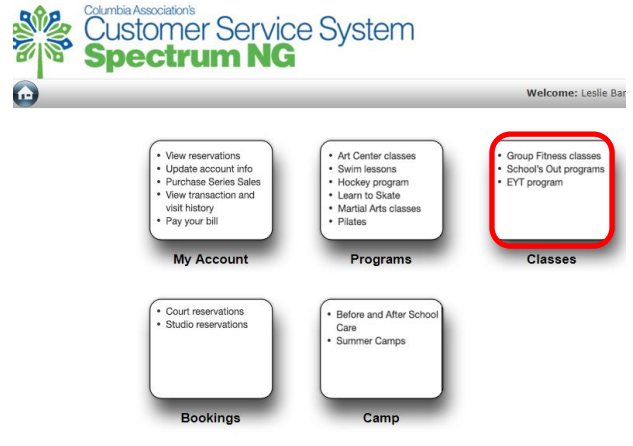 Columbia Association's
Customer Service System
Spectrum NG
Welcome: Leslie Bar
• View reservations
• Update account info
• Purchase Series Sales
• View transaction and
visit history
• Pay your bill
My Account
• Art Center classes
• Swim lessons
• Hockey program
• Learn to Skate
• Martial Arts classes
• Pilates
Programs
• Group Fitness classes
• School's Out programs
• EYT program
Classes
• Court reservations
• Studio reservations
Bookings
• Before and After School
Care
• Summer Camps
Camp